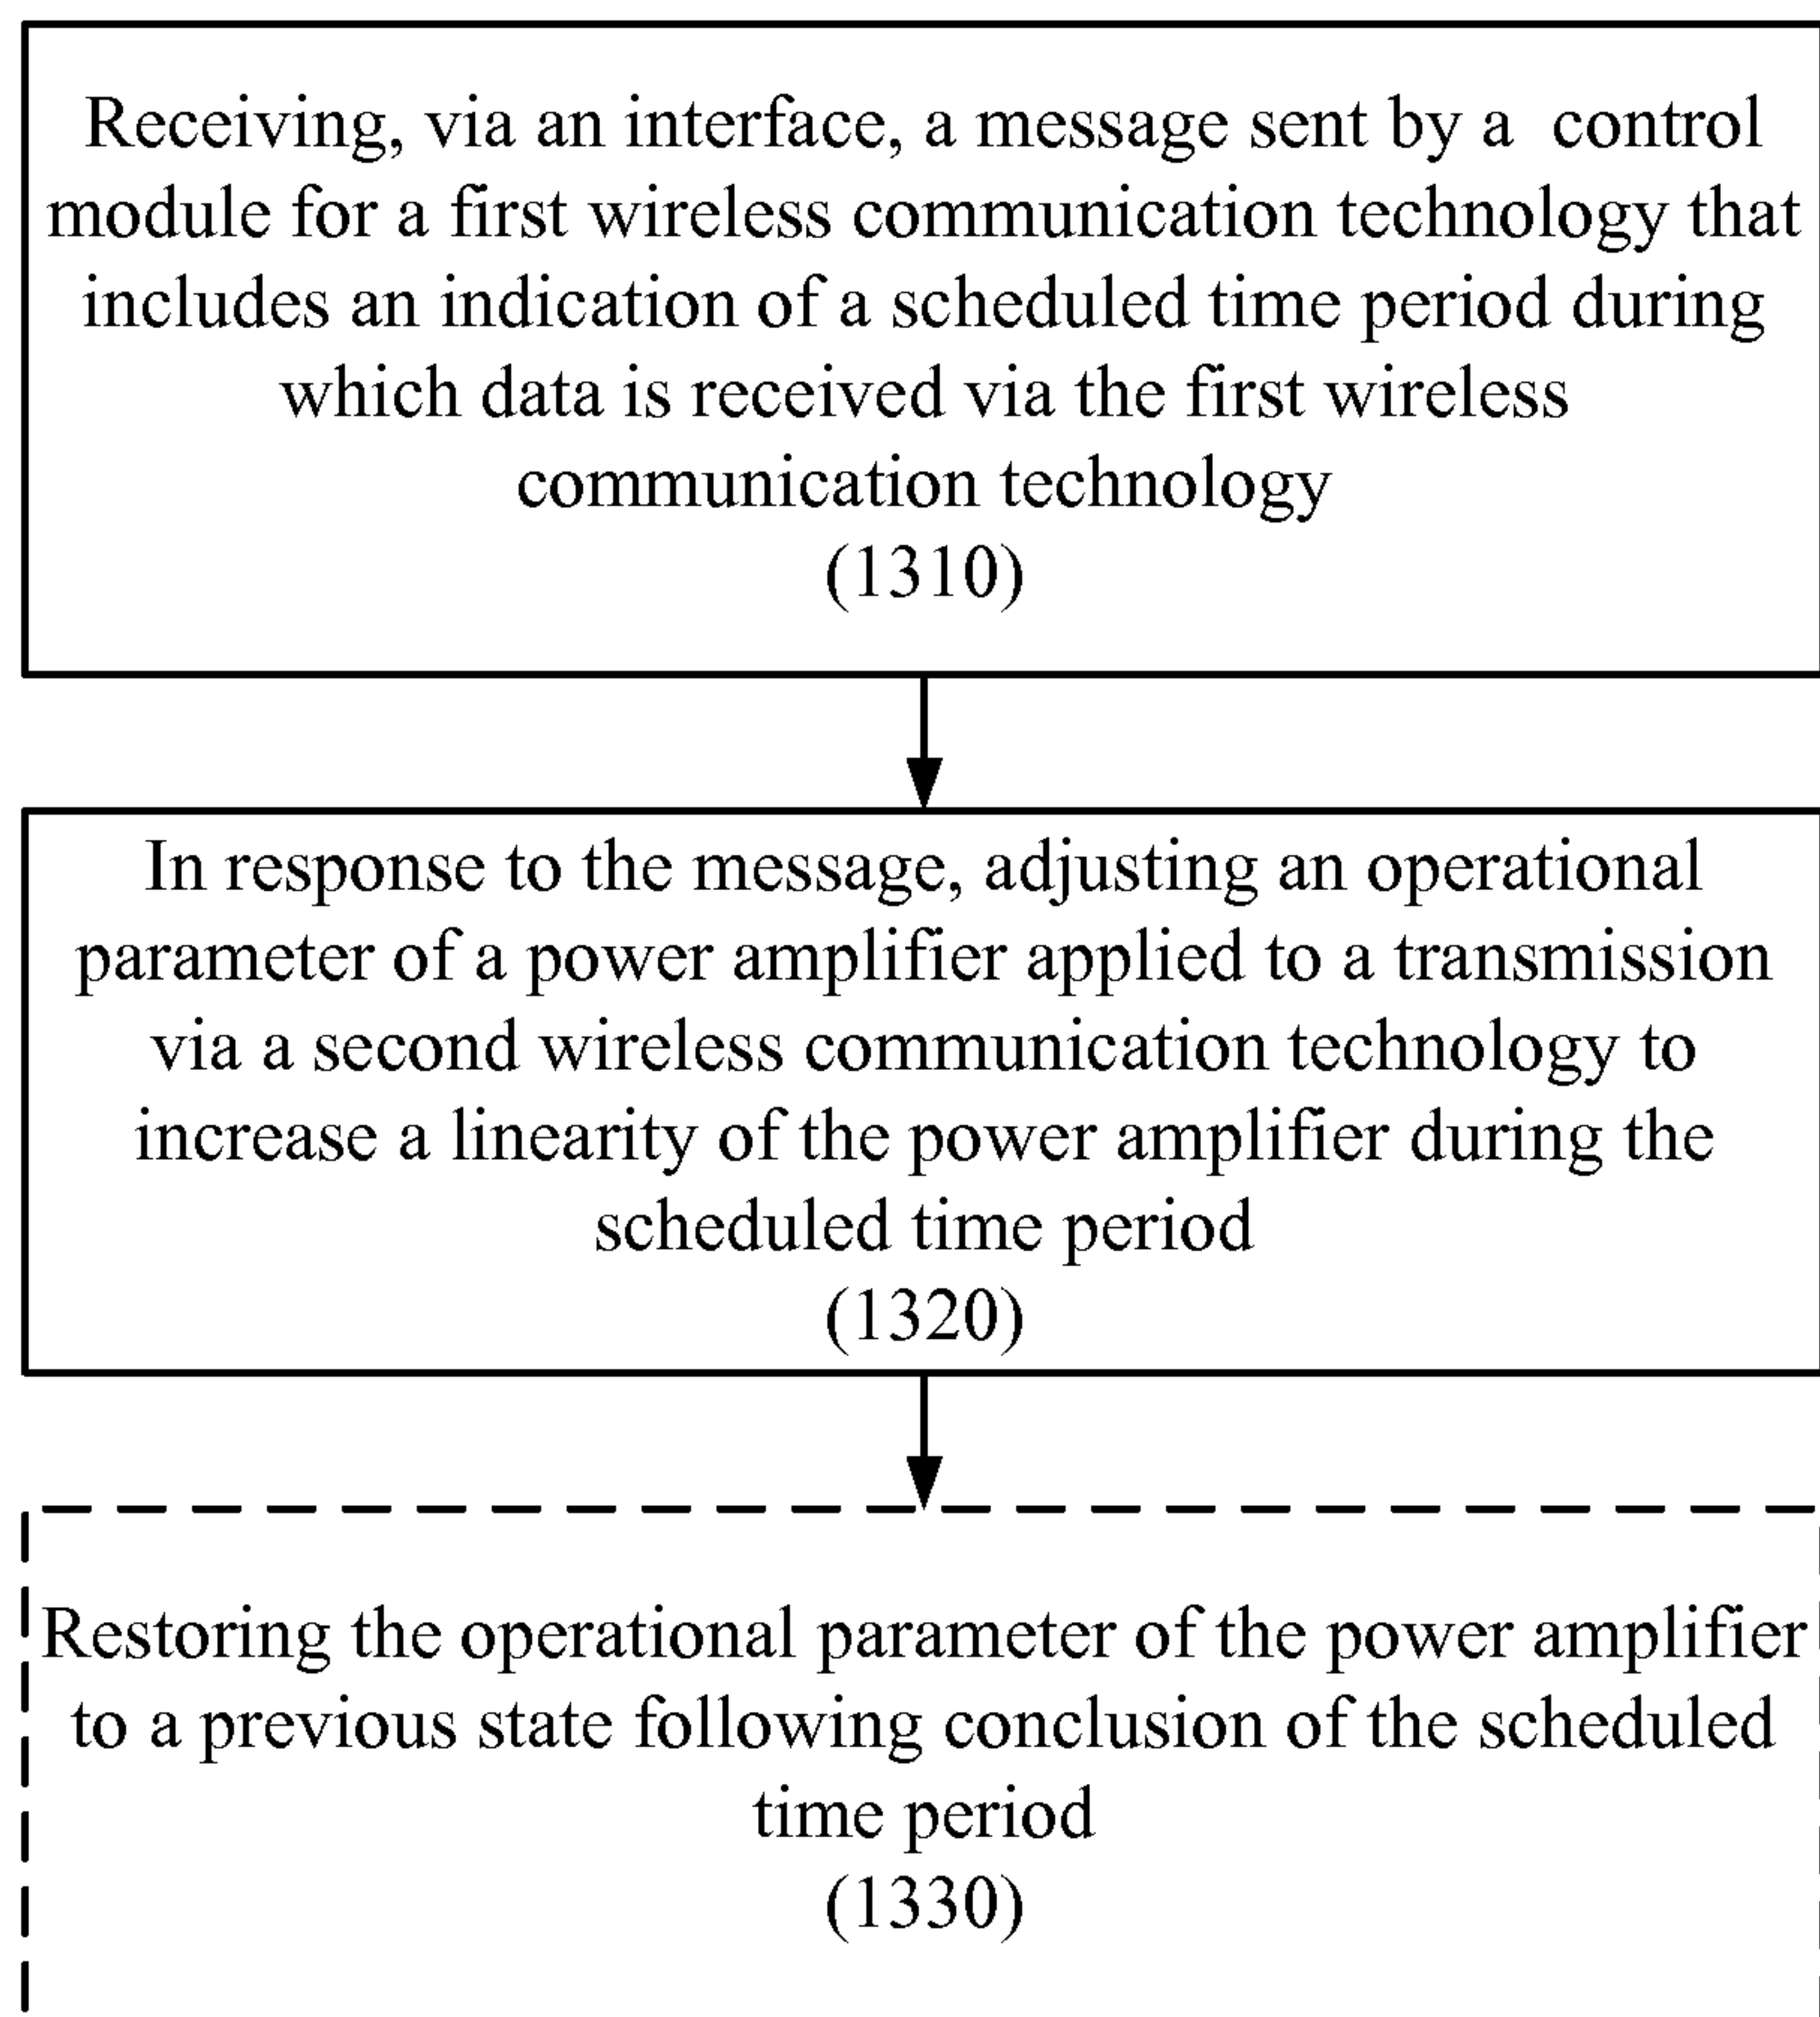 Receiving, via an interface, a message sent by a control
module for a first wireless communication technology that
includes an indication of a scheduled time period during
which data is received via the first wireless
communication technology
(1310)
In response to the message, adjusting an operational
parameter of a power amplifier applied to a transmission
via a second wireless communication technology to
increase a linearity of the power amplifier during the
scheduled time period
(1320)
Restoring the operational parameter of the power amplifier
to a previous state following conclusion of the scheduled
time period
(1330)